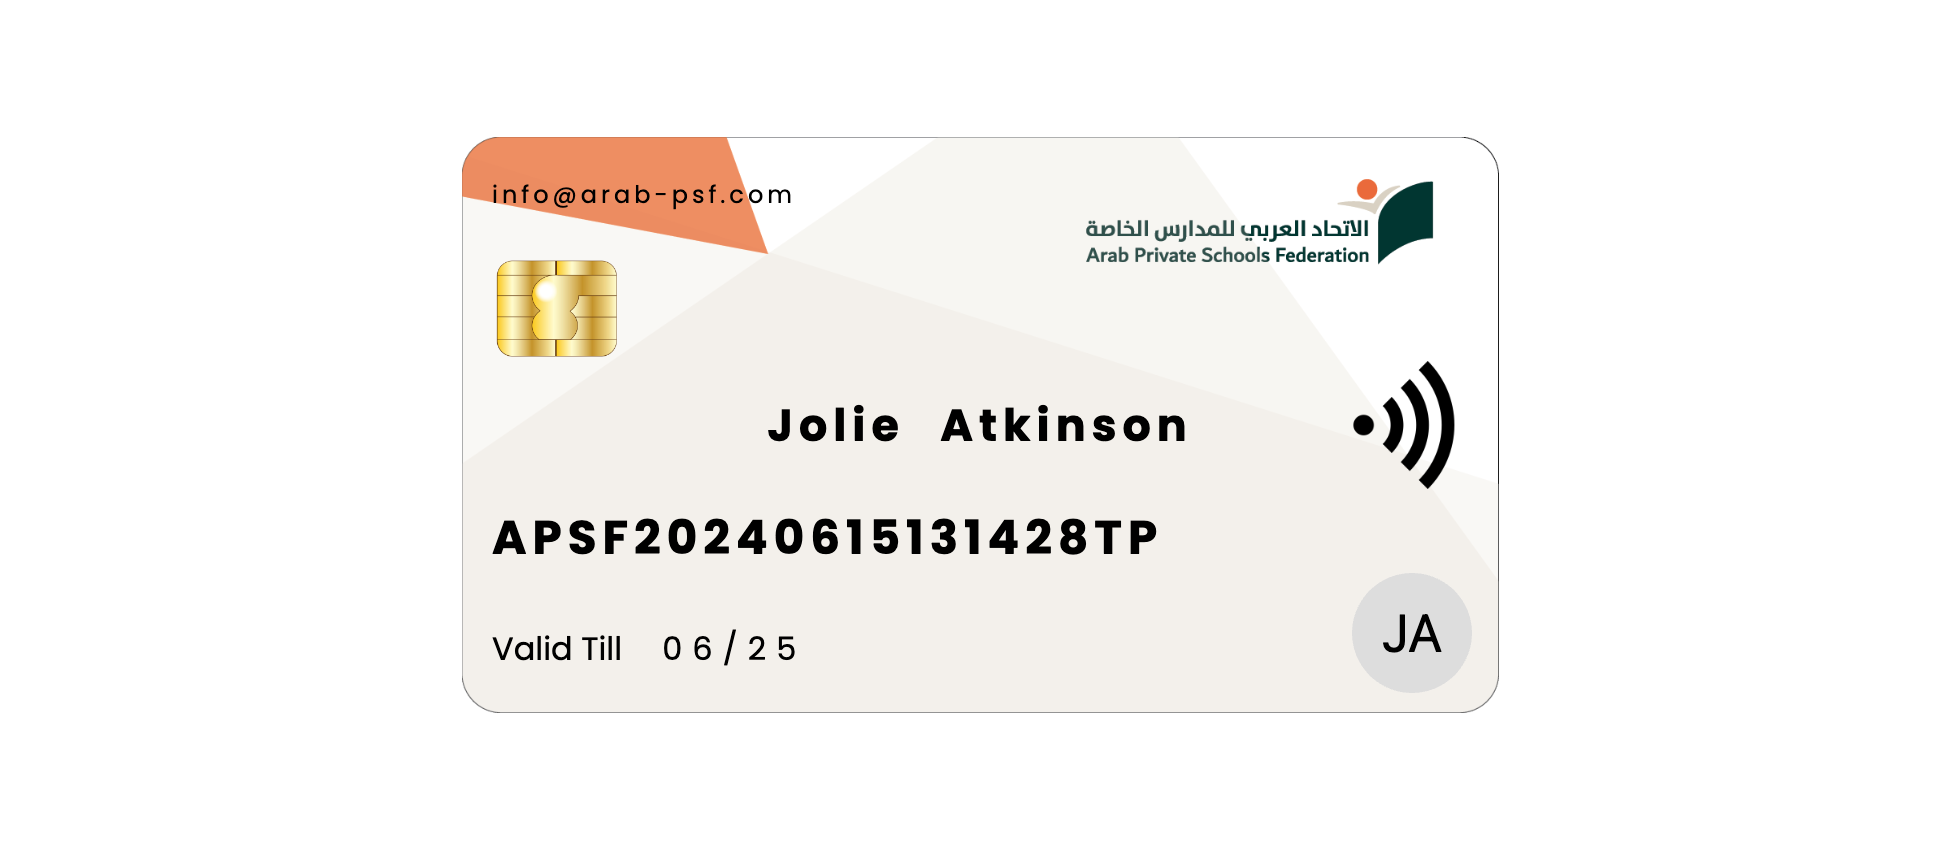 info@arab-psf.com
الاتحاد العربي للمدارس الخاصة
Arab Private Schools Federation
Jolie Atkinson
APSF20240615131428TP
Valid Till 06/25
JA